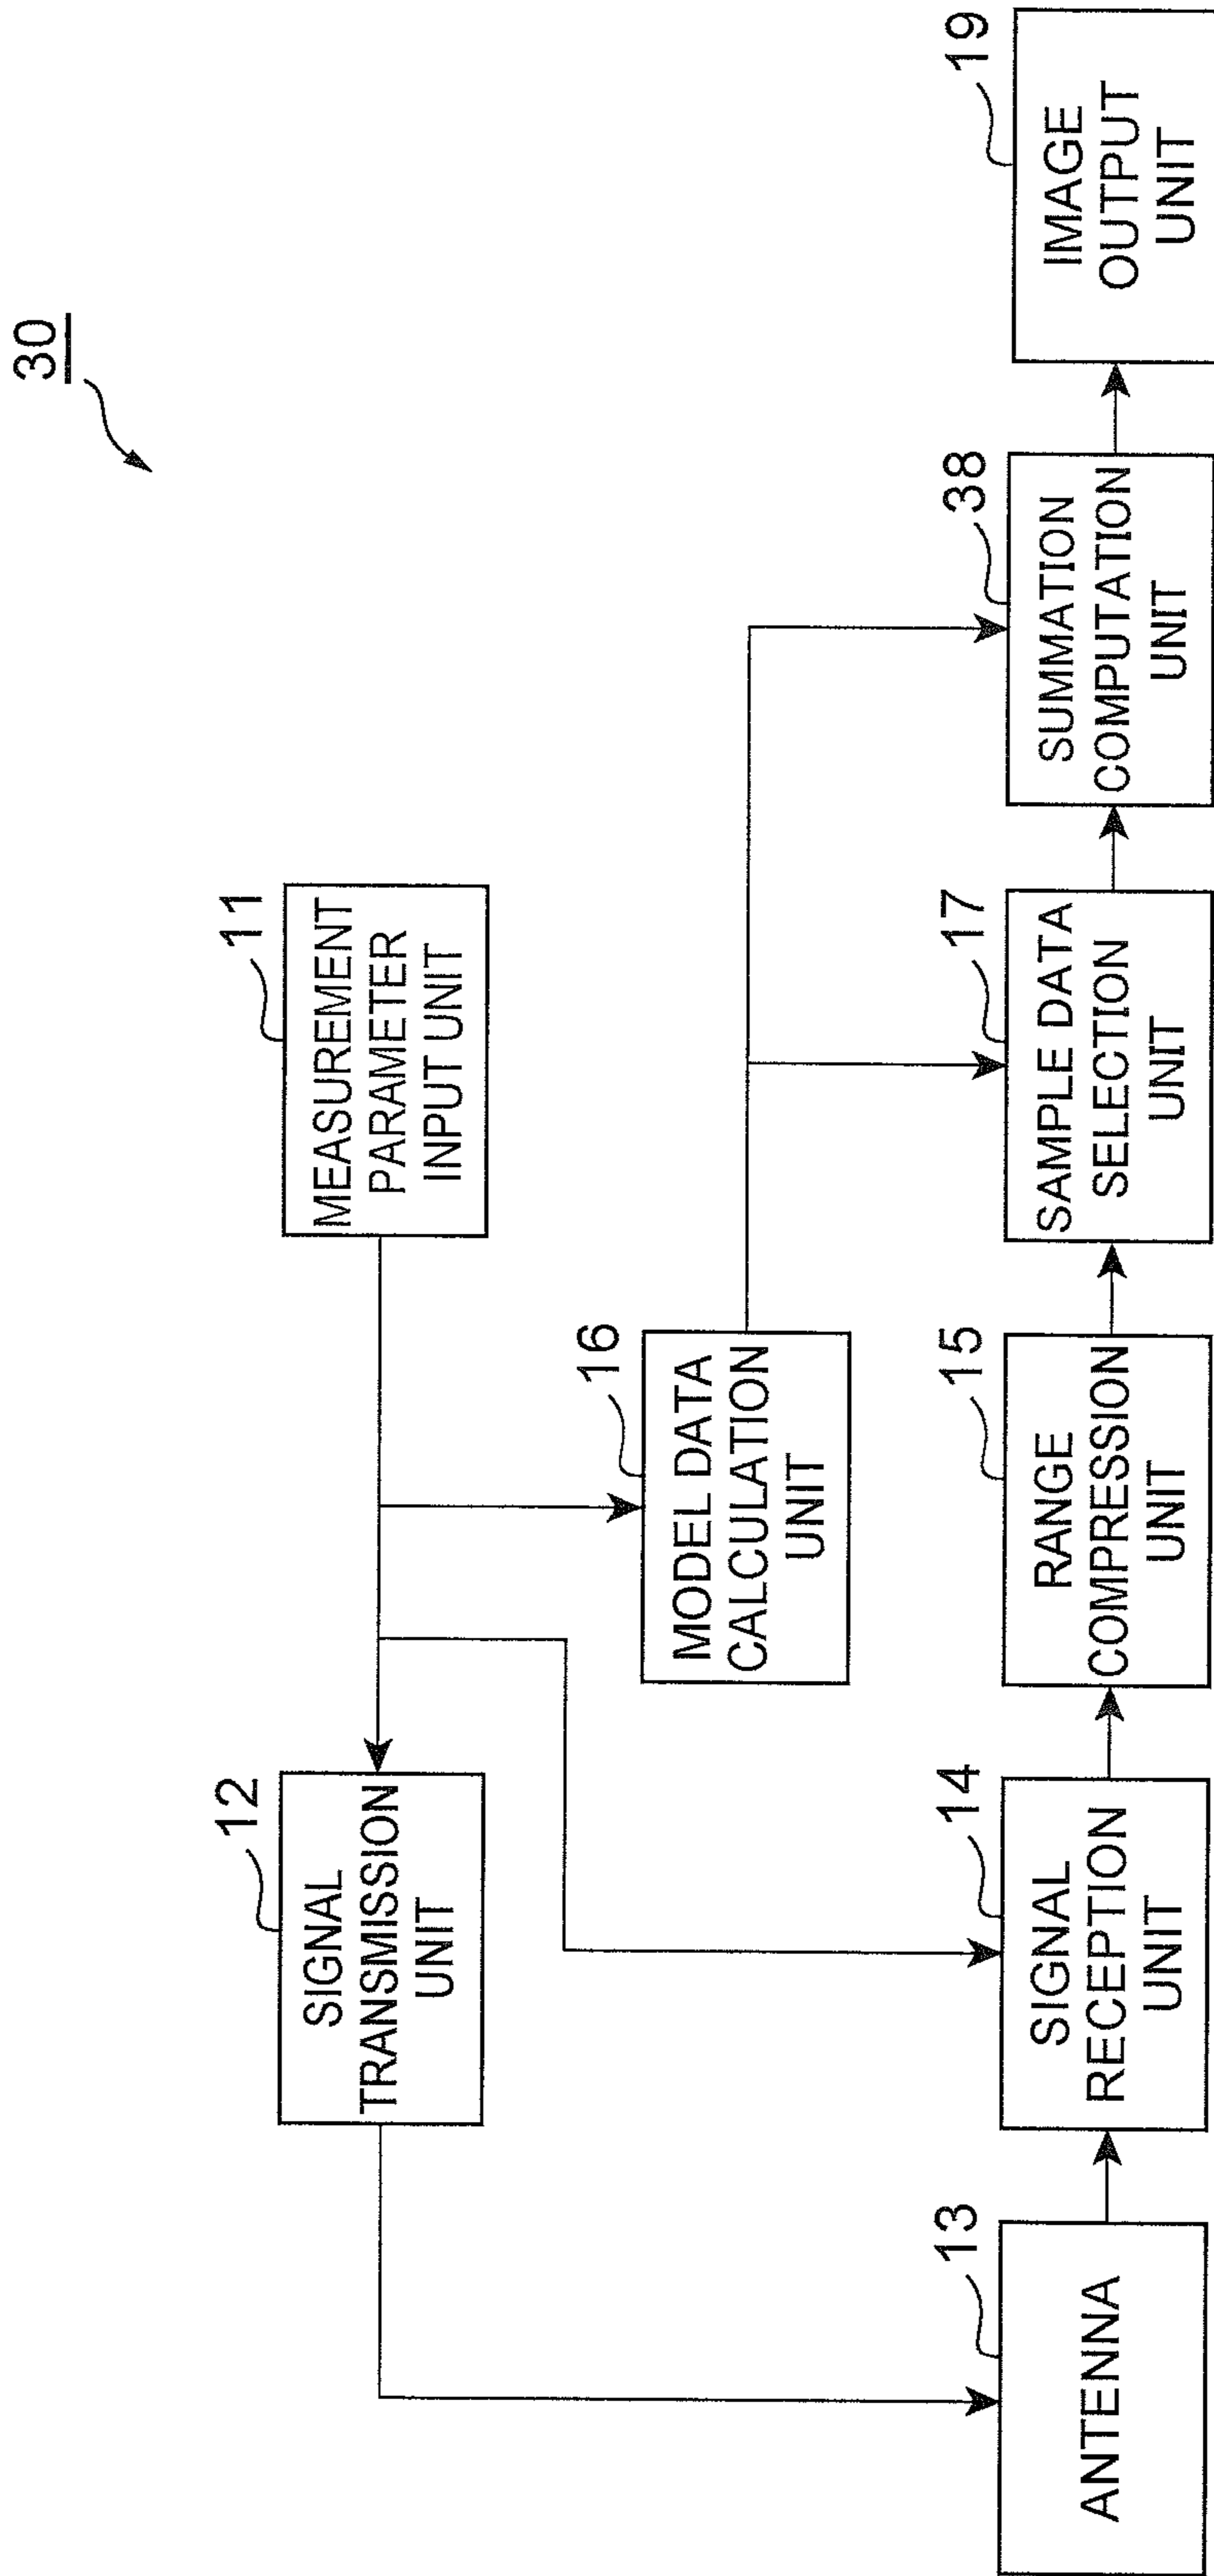 30
11
MEASUREMENT
PARAMETER
INPUT UNIT
12
SIGNAL
TRANSMISSION
UNIT
16
MODEL DATA
CALCULATION
UNIT
13
ANTENNA
14
SIGNAL
RECEPTION
UNIT
15
RANGE
COMPRESSION
UNIT
17
SAMPLE DATA
SELECTION
UNIT
38
SUMMATION
COMPUTATION
UNIT
19
IMAGE
OUTPUT
UNIT